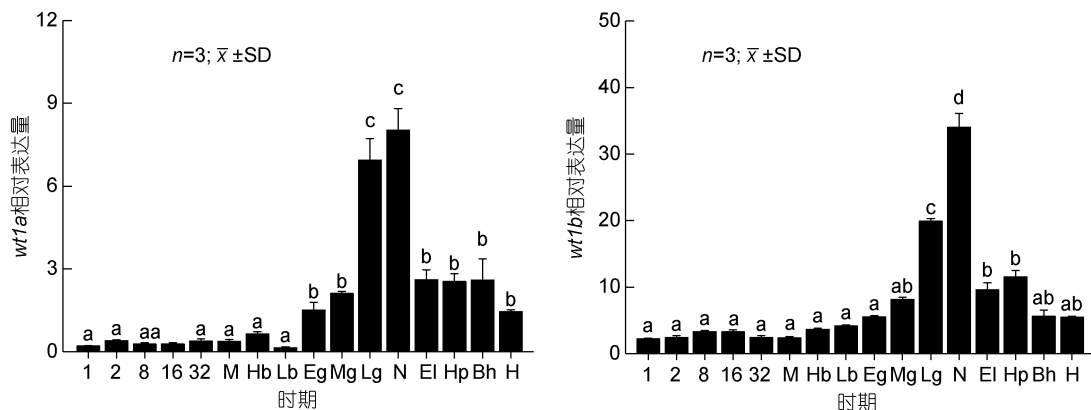 12
9
6
3
0
wt1a相对表达量
n=3; x̅ ±SD
a a aa a a a a b b c c b b b b
1 2 8 16 32 M Hb Lb Eg Mg Lg N El Hp Bh H
时期
50
40
30
20
10
0
wt1b相对表达量
n=3; x̅ ±SD
a a a a a a a a a ab c d b b ab ab
1 2 8 16 32 M Hb Lb Eg Mg Lg N El Hp Bh H
时期